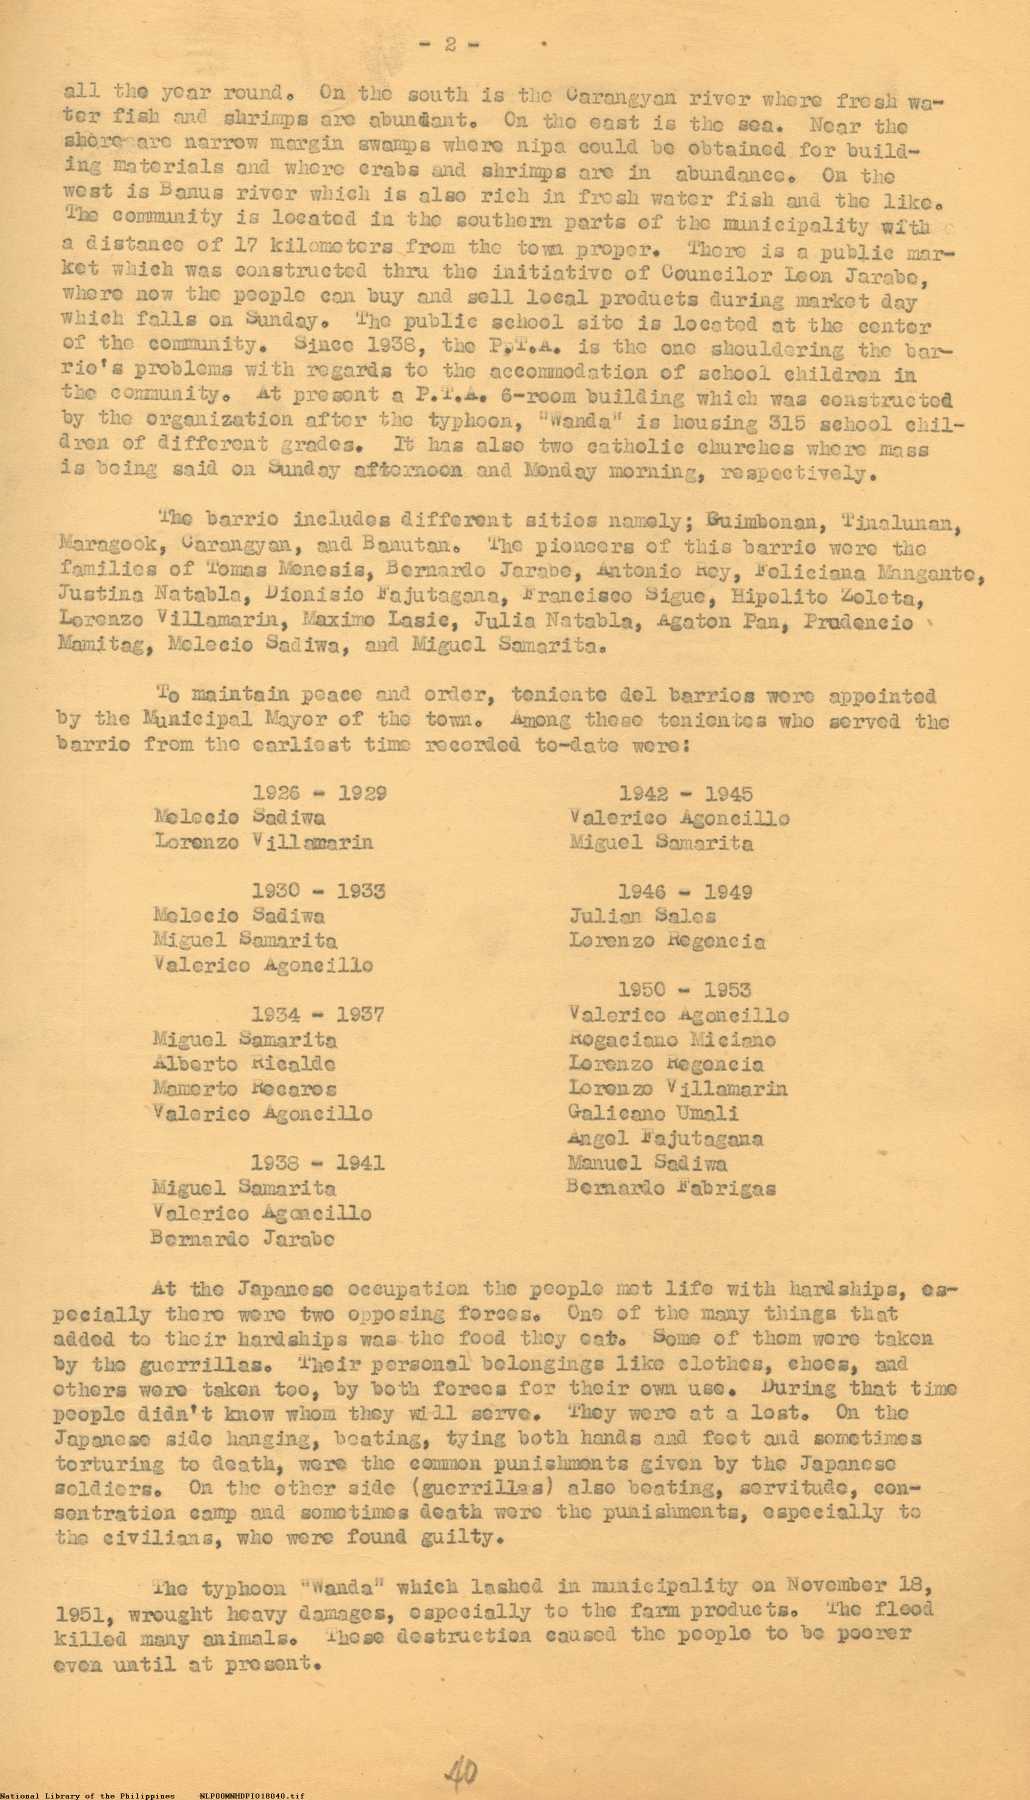 - 2 -
all the year round. On the south is the Carangyan river where fresh wa-
ter fish and shrimps are abundant. On the east is the sea. Near the
shore are narrow margin swamps where nipa could be obtained for build-
ing materials and where crabs and shrimps are in abundance. On the
west is Banus river which is also rich in fresh water fish and the like.
The community is located in the southern parts of the municipality with
a distance of 17 kilometers from the town proper. There is a public mar-
ket which was constructed thru the initiative of Councilor Leon Jarabe,
where now the people can buy and sell local products during market day
which falls on Sunday. The public school site is located at the center
of the community. Since 1938, the P.T.A. is the one shouldering the bar-
rio's problems with regards to the accommodation of school children in
the community. At present a P.T.A. 6-room building which was constructed
by the organization after the typhoon, "Wanda" is housing 315 school chil-
dren of different grades. It has also two catholic churches where mass
is being said on Sunday afternoon and Monday morning, respectively.
The barrio includes different sitios namely; Guimbonan, Tinalunan,
Maragook, Carangyan, and Banutan. The pioneers of this barrio were the
families of Tomas Menesis, Bernardo Jarabe, Antonio Rey, Feliciana Mangante,
Justina Natabla, Dionisio Fajutagana, Francisco Sigue, Hipolito Zoleta,
Lorenzo Villamarin, Maximo Lasic, Julia Natabla, Agaton Pan, Prudencio
Mamitag, Melecio Sadiwa, and Miguel Samarita.
To maintain peace and order, teniente del barrios were appointed
by the Municipal Mayor of the town. Among these tenientes who served the
barrio from the earliest time recorded to-date were:
1926 - 1929
Melecio Sadiwa
Lorenzo Villamarin
1930 - 1933
Melecio Sadiwa
Miguel Samarita
Valerico Agoncillo
1934 - 1937
Miguel Samarita
Alberto Ricalde
Mamerto Recares
Valerico Agoncillo
1938 - 1941
Miguel Samarita
Valerico Agoncillo
Bernardo Jarabe
1942 - 1945
Valerico Agoncillo
Miguel Samarita
1946 - 1949
Julian Sales
Lorenzo Regencia
1950 - 1953
Valerico Agoncillo
Rogaciano Miciano
Lorenzo Regencia
Lorenzo Villamarin
Galicano Umali
Angel Fajutagana
Manuel Sadiwa
Bernardo Fabrigas
At the Japanese occupation the people met life with hardships, es-
pecially there were two opposing forces. One of the many things that
added to their hardships was the food they eat. Some of them were taken
by the guerrillas. Their personal belongings like clothes, shoes, and
others were taken too, by both forces for their own use. During that time
people didn't know whom they will serve. They were at a lost. On the
Japanese side hanging, beating, tying both hands and feet and sometimes
torturing to death, were the common punishments given by the Japanese
soldiers. On the other side (guerrillas) also beating, servitude, con-
sentration camp and sometimes death were the punishments, especially to
the civilians, who were found guilty.
The typhoon "Wanda" which lashed in municipality on November 18,
1951, wrought heavy damages, especially to the farm products. The flood
killed many animals. These destruction caused the people to be poorer
even until at present.
40
National Library of the Philippines NLP00MNHDPI018040.tif